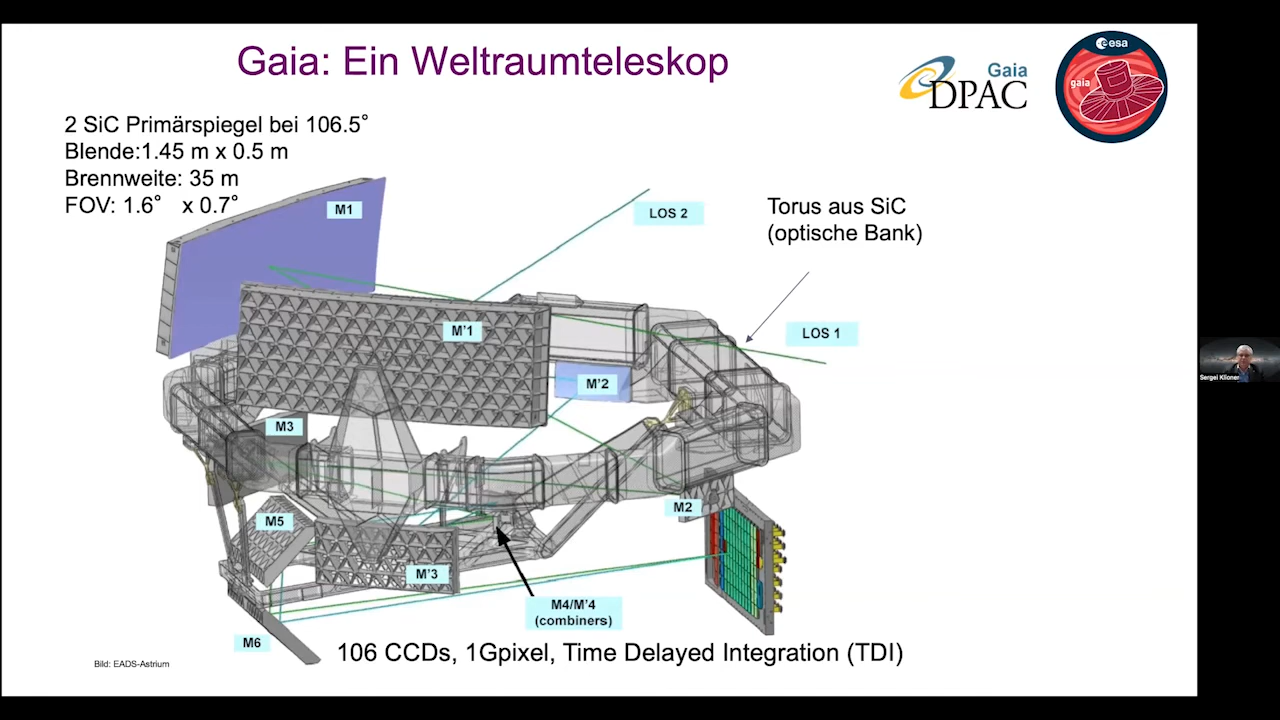 Gaia: Ein Weltraumteleskop
Gaia
DPAC
esa
gaia
2 SiC Primärspiegel bei 106.5°
Blende:1.45 m x 0.5 m
Brennweite: 35 m
FOV: 1.6° x 0.7°
M1
LOS 2
Torus aus SiC
(optische Bank)
M'1
LOS 1
M'2
M3
M2
M5
M'3
M4/M'4
(combiners)
M6
106 CCDs, 1Gpixel, Time Delayed Integration (TDI)
Bild: EADS-Astrium
Sergei Klioner